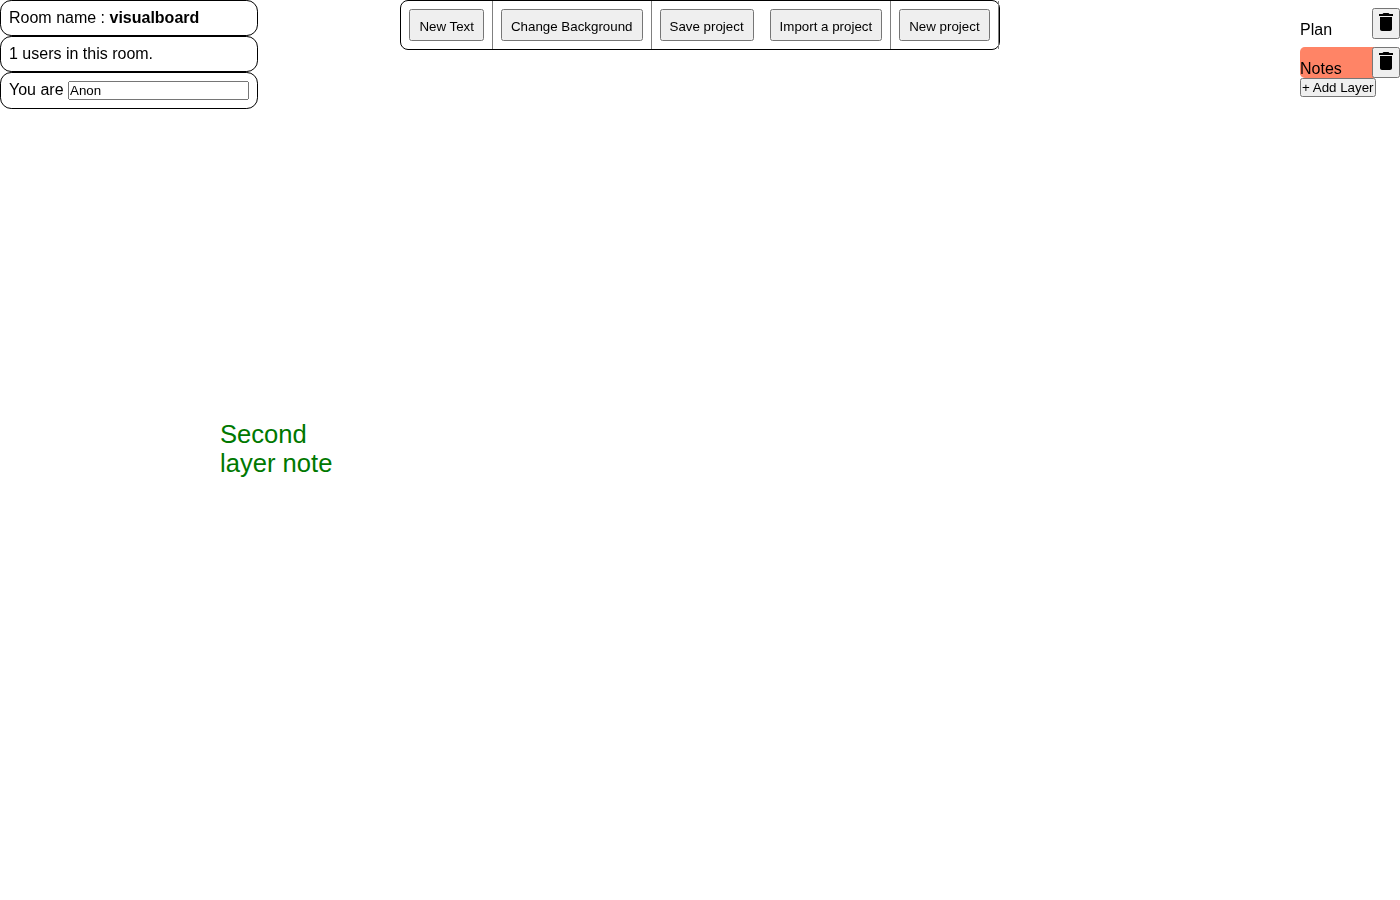 Room name : visualboard
1 users in this room.
You are Anon
New Text
Change Background
Save project
Import a project
New project
Plan
Notes
+ Add Layer
Second
layer note